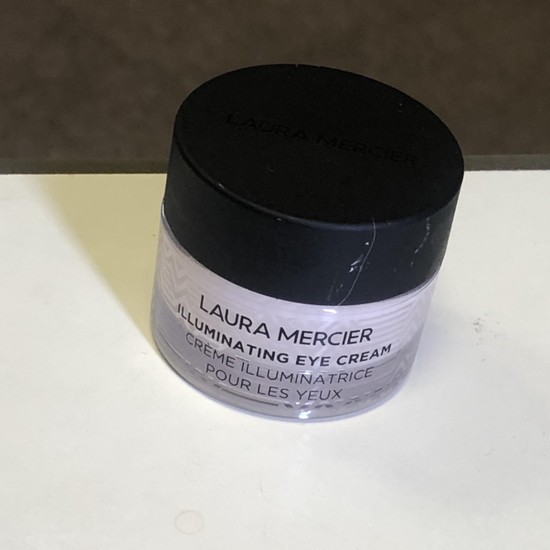 LAURA MERCIER
LAURA MERCIER
ILLUMINATING EYE CREAM
CRÈME ILLUMINATRICE
POUR LES YEUX